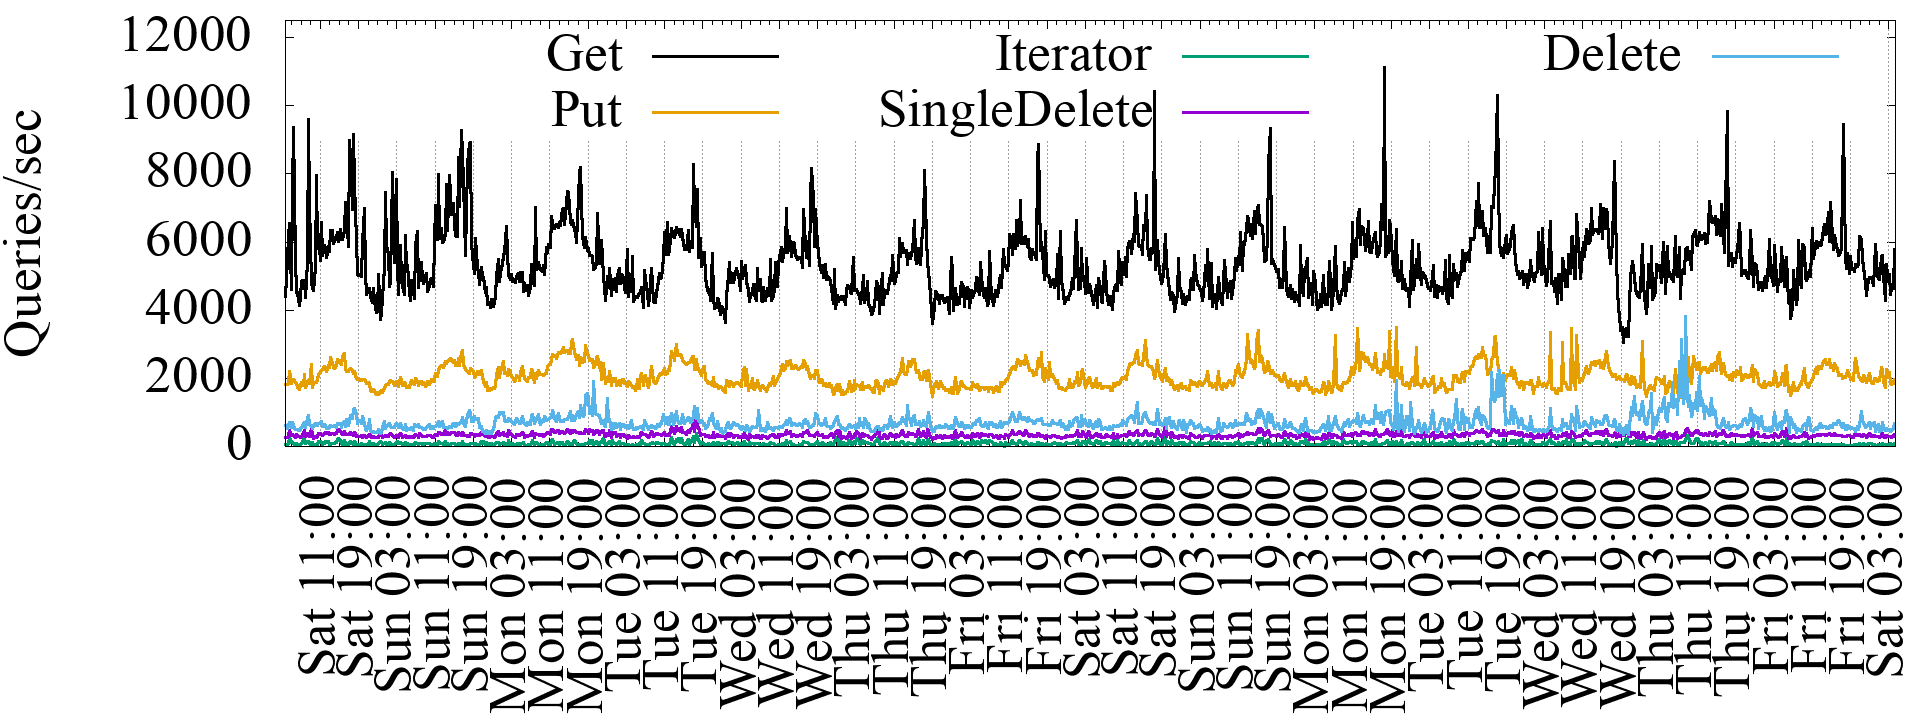 Queries/sec
12000
10000
8000
6000
4000
2000
0
Get
Iterator
Delete
Put
SingleDelete
Sat 11:00
Sat 19:00
Sun 03:00
Sun 11:00
Sun 19:00
Mon 03:00
Mon 11:00
Mon 19:00
Tue 03:00
Tue 11:00
Tue 19:00
Wed 03:00
Wed 11:00
Wed 19:00
Thu 03:00
Thu 11:00
Thu 19:00
Fri 03:00
Fri 11:00
Fri 19:00
Sat 03:00
Sat 11:00
Sat 19:00
Sun 03:00
Sun 11:00
Sun 19:00
Mon 03:00
Mon 11:00
Mon 19:00
Tue 03:00
Tue 11:00
Tue 19:00
Wed 03:00
Wed 11:00
Wed 19:00
Thu 03:00
Thu 11:00
Thu 19:00
Fri 03:00
Fri 11:00
Fri 19:00
Sat 03:00